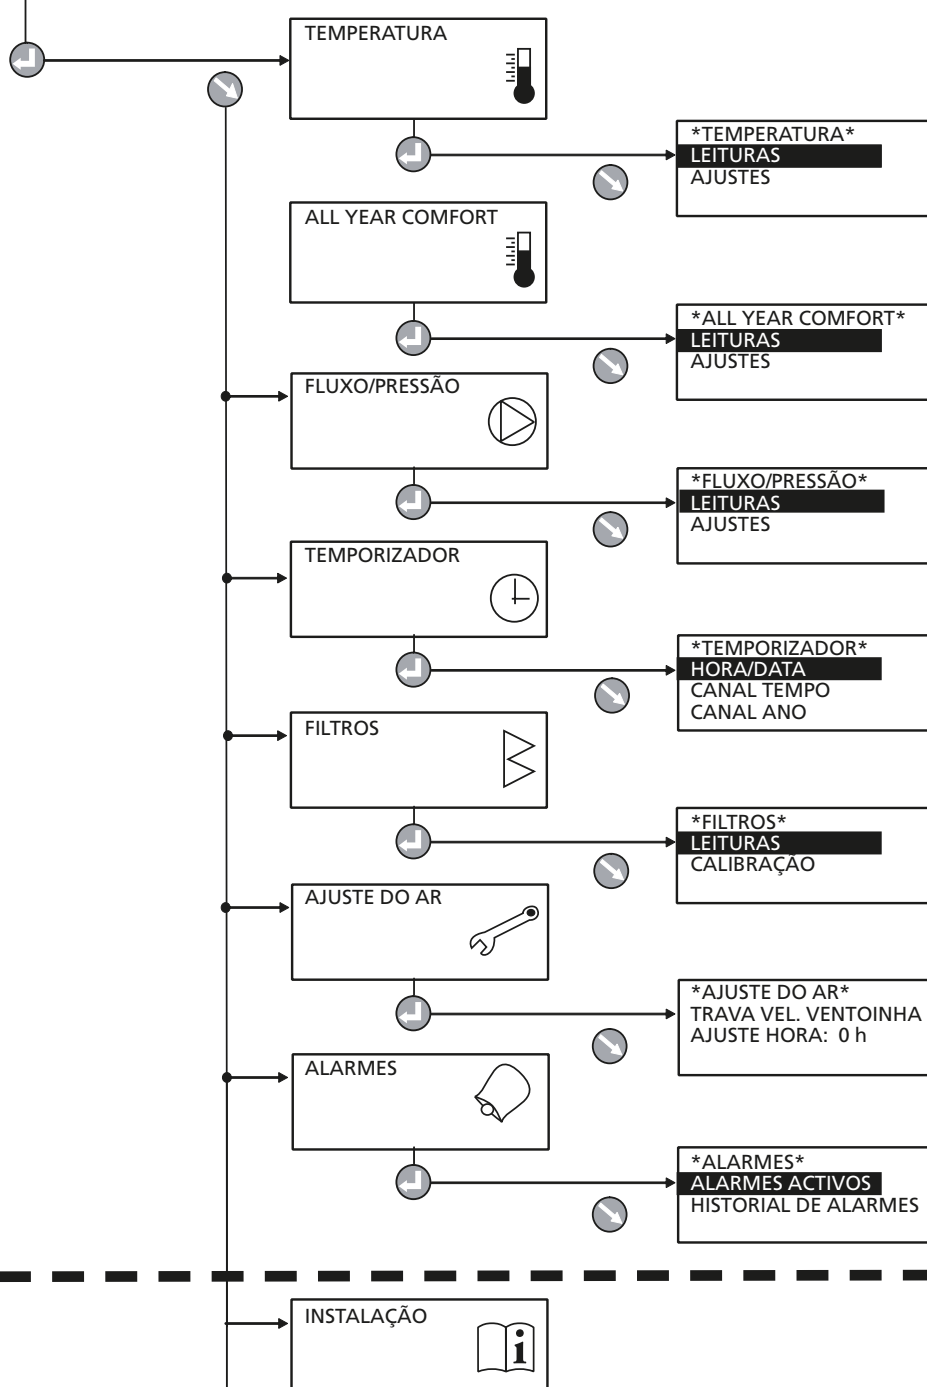 TEMPERATURA
*TEMPERATURA*
LEITURAS
AJUSTES
ALL YEAR COMFORT
*ALL YEAR COMFORT*
LEITURAS
AJUSTES
FLUXO/PRESSÃO
*FLUXO/PRESSÃO*
LEITURAS
AJUSTES
TEMPORIZADOR
*TEMPORIZADOR*
HORA/DATA
CANAL TEMPO
CANAL ANO
FILTROS
*FILTROS*
LEITURAS
CALIBRAÇÃO
AJUSTE DO AR
*AJUSTE DO AR*
TRAVA VEL. VENTOINHA
AJUSTE HORA: 0 h
ALARMES
*ALARMES*
ALARMES ACTIVOS
HISTORIAL DE ALARMES
INSTALAÇÃO
i